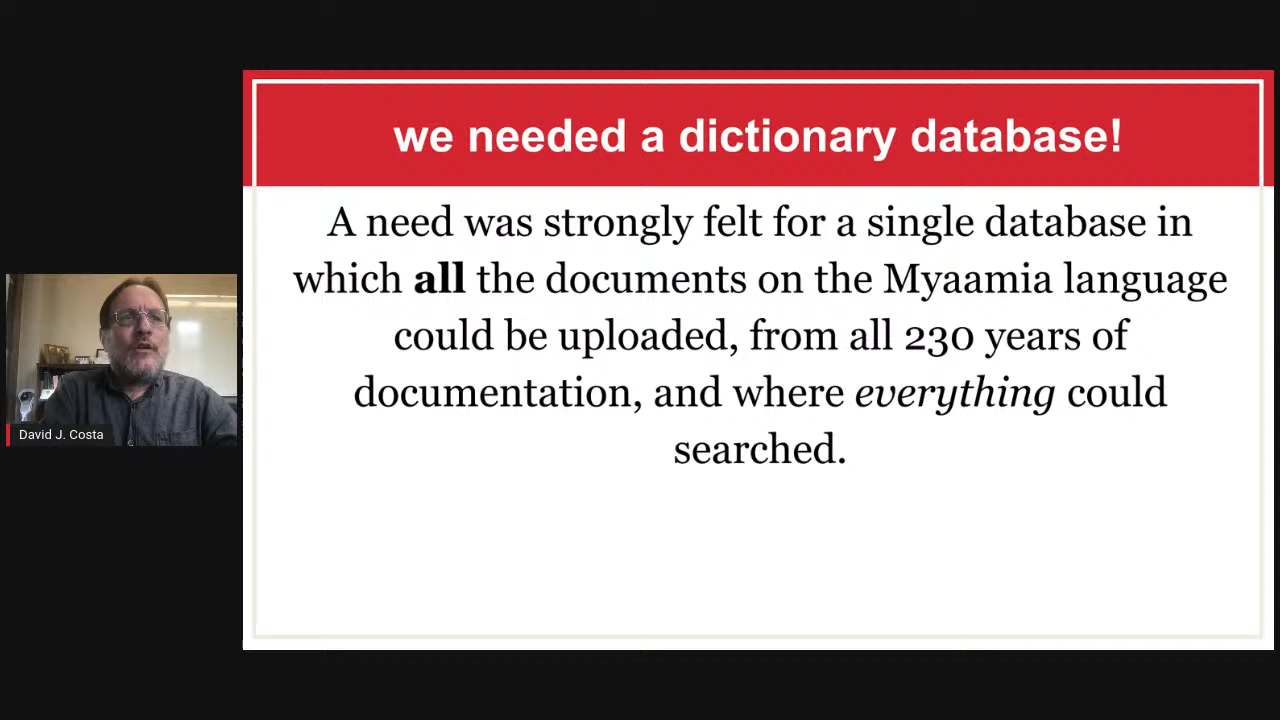 we needed a dictionary database!
A need was strongly felt for a single database in
which all the documents on the Myaamia language
could be uploaded, from all 230 years of
documentation, and where everything could
searched.
David J. Costa